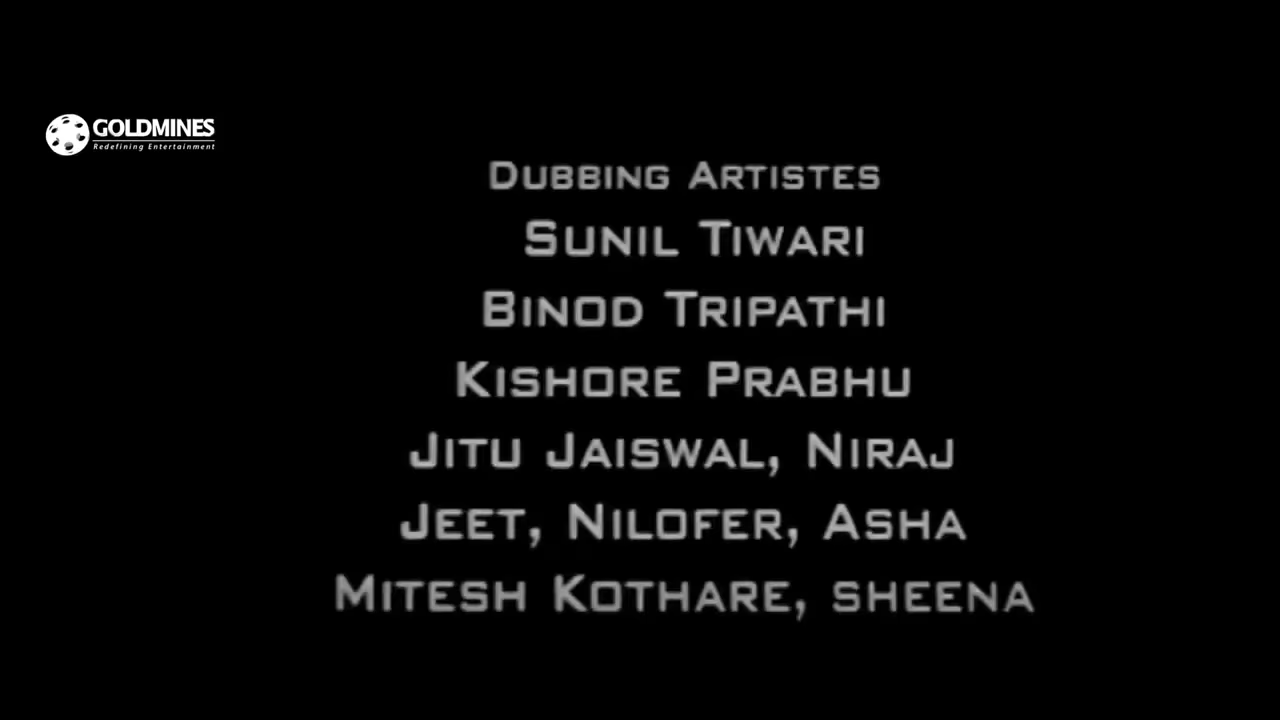 GOLDMINES
Redefining Entertainment
DUBBING ARTISTES
SUNIL TIWARI
BINOD TRIPATHI
KISHORE PRABHU
JITU JAISWAL, NIRAJ
JEET, NILOFER, ASHA
MITESH KOTHARE, SHEENA